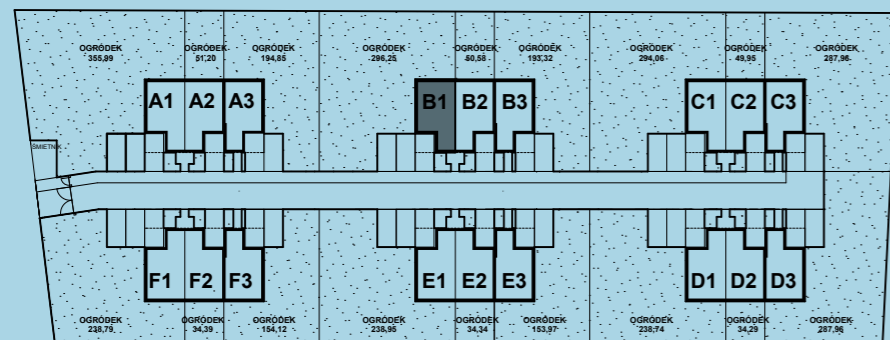 OGRÓDEK OGRÓDEK OGRÓDEK OGRÓDEK OGRÓDEK OGRÓDEK OGRÓDEK OGRÓDEK OGRÓDEK
355,89 51,20 194,85 296,25 50,58 193,32 294,06 49,95 287,96
A1 A2 A3 B1 B2 B3 C1 C2 C3
ŚMIETNIK
F1 F2 F3 E1 E2 E3 D1 D2 D3
OGRÓDEK OGRÓDEK OGRÓDEK OGRÓDEK OGRÓDEK OGRÓDEK OGRÓDEK OGRÓDEK OGRÓDEK
238,79 34,39 154,12 238,95 34,34 153,97 238,74 34,29 287,96